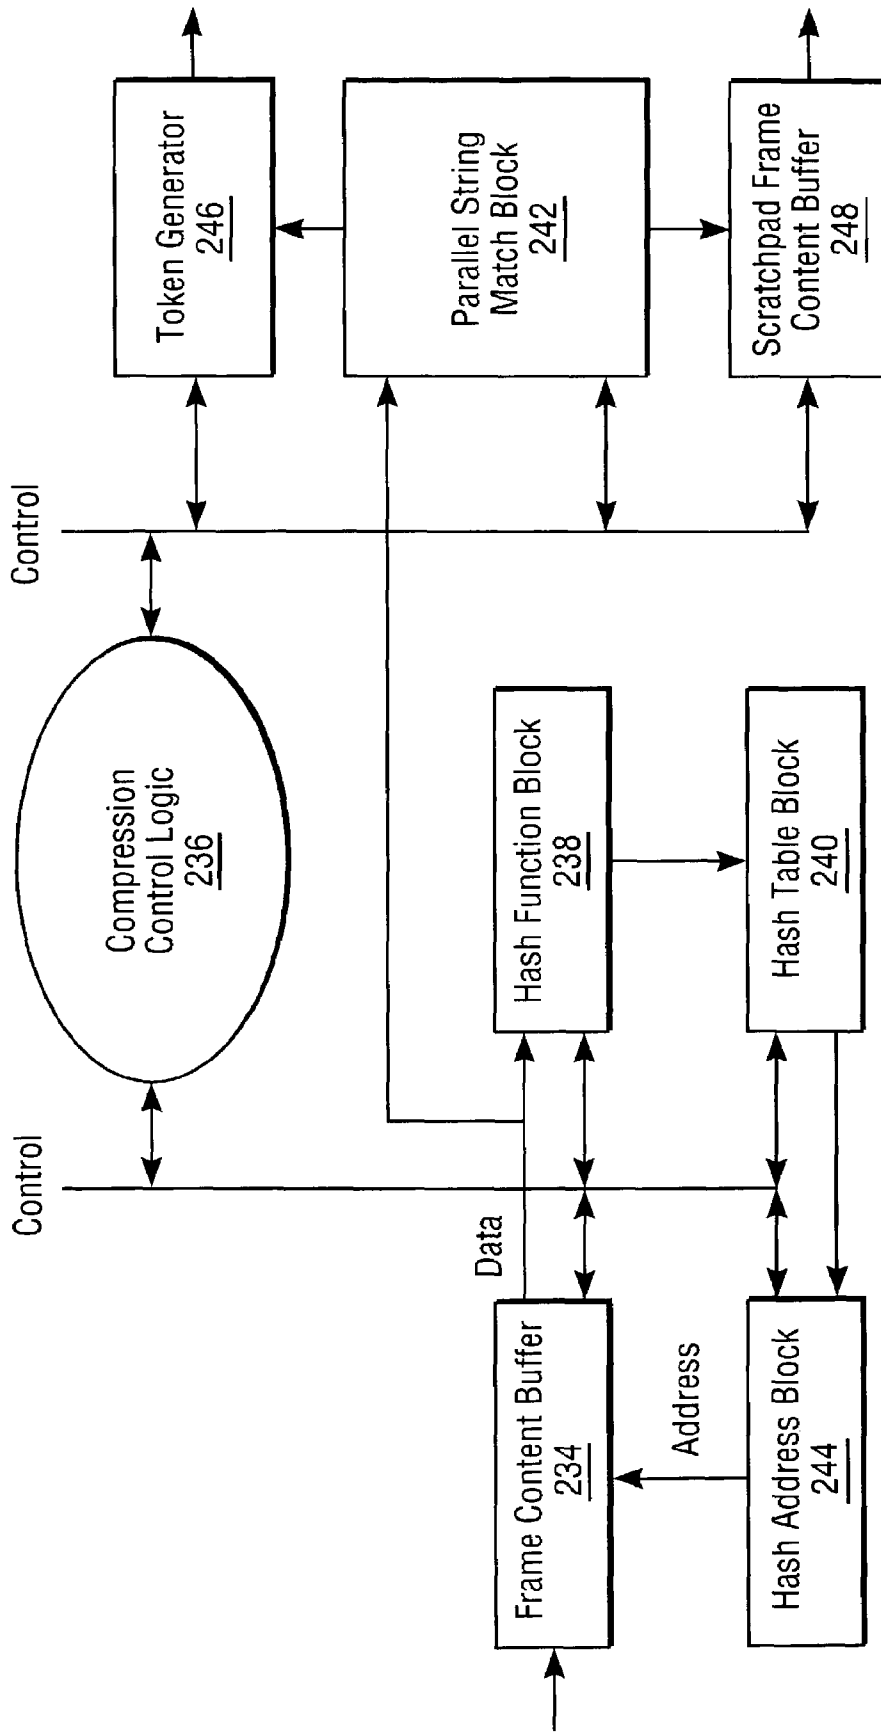 Control
Control
Compression
Control Logic
236
Token Generator
246
Data
Frame Content Buffer
234
Hash Function Block
238
Parallel String
Match Block
242
Address
Hash Address Block
244
Hash Table Block
240
Scratchpad Frame
Content Buffer
248